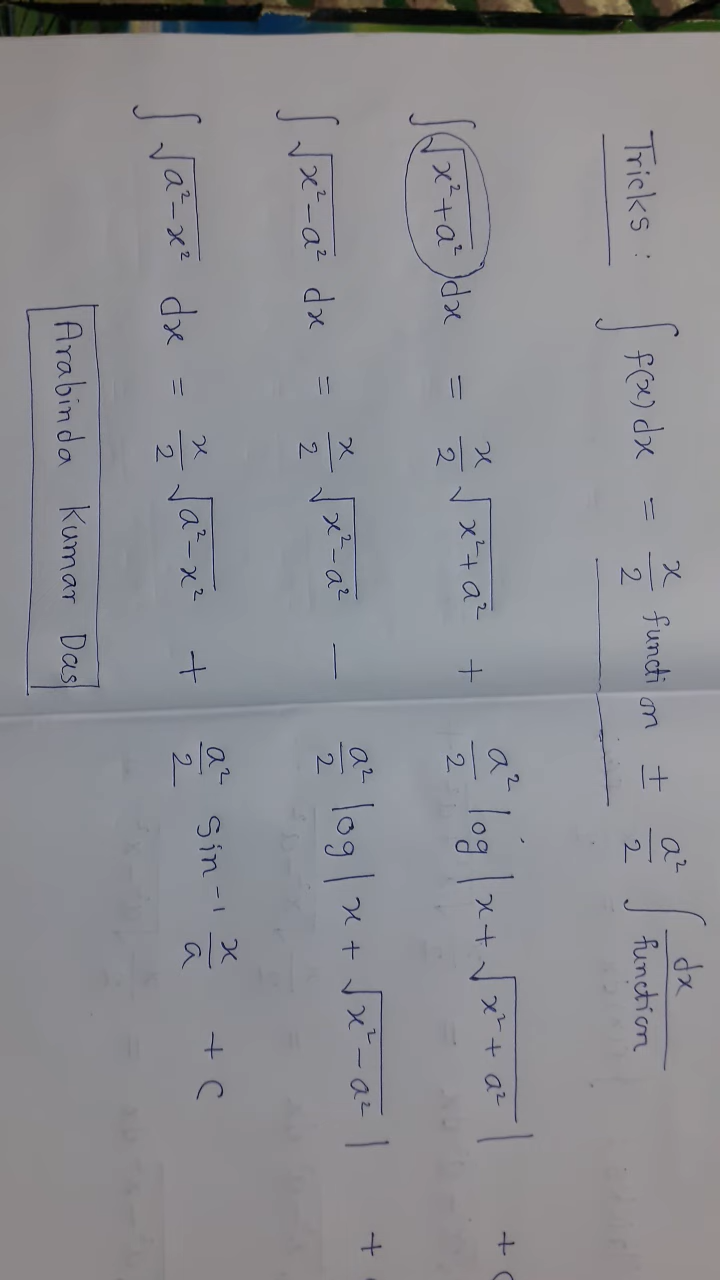 Tricks : ∫ f(x) dx = x/2 function ± a²/2 ∫ dx/function
∫ √(x²+a²) dx = x/2 √(x²+a²) + a²/2 log | x + √(x²+a²) | + C
∫ √(x²-a²) dx = x/2 √(x²-a²) - a²/2 log | x + √(x²-a²) | +
∫ √(a²-x²) dx = x/2 √(a²-x²) + a²/2 sin⁻¹ x/a + C
Arabinda Kumar Das